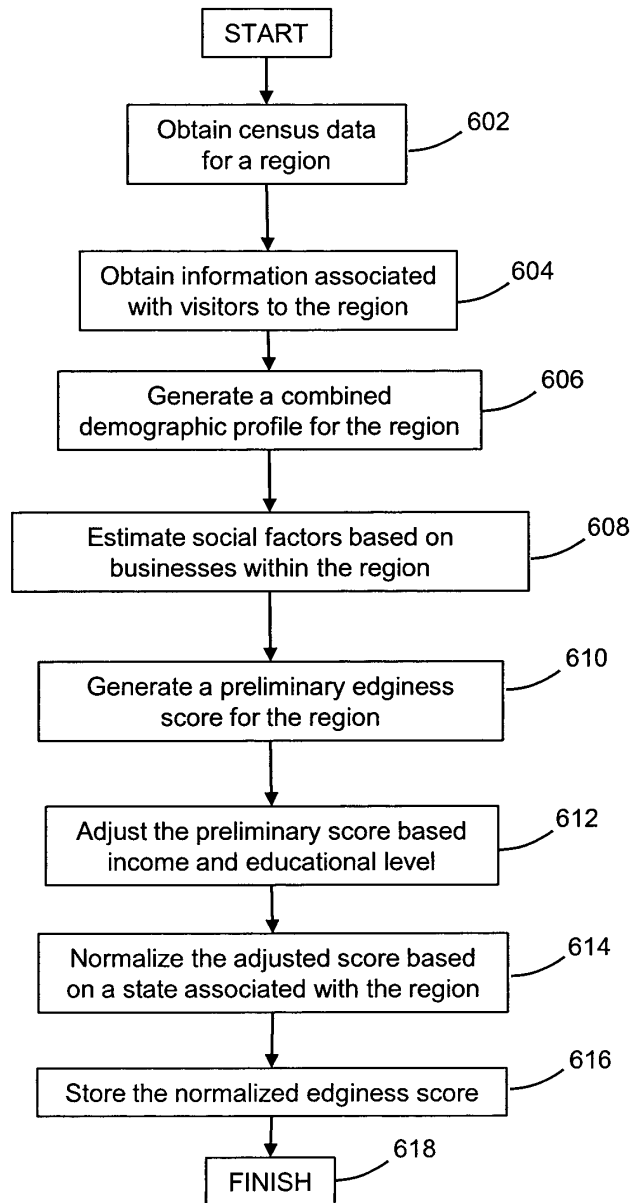 START
Obtain census data
for a region
602
Obtain information associated
with visitors to the region
604
Generate a combined
demographic profile for the region
606
Estimate social factors based on
businesses within the region
608
Generate a preliminary edginess
score for the region
610
Adjust the preliminary score based
income and educational level
612
Normalize the adjusted score based
on a state associated with the region
614
Store the normalized edginess score
616
FINISH
618